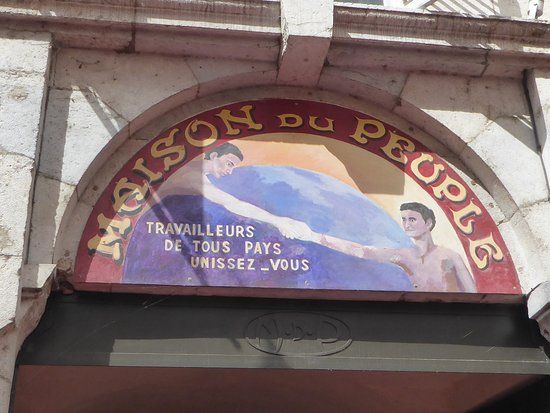 MAISON DU PEUPLE
TRAVAILLEURS
DE TOUS PAYS
UNISSEZ_VOUS